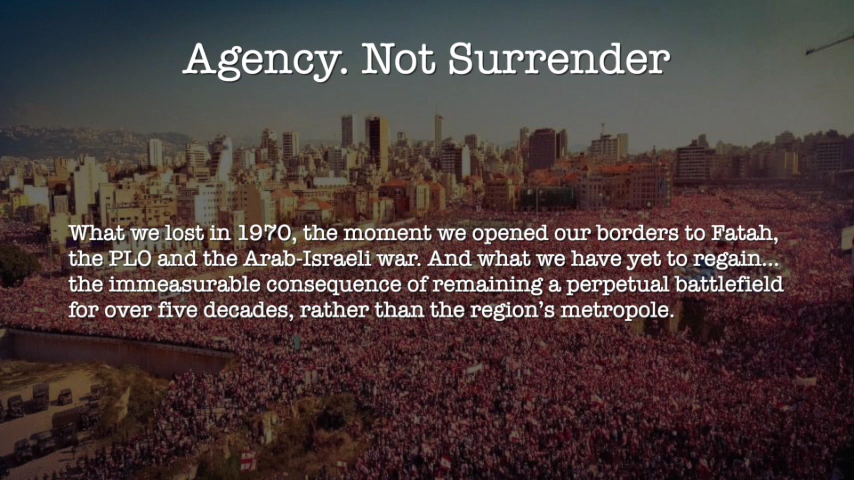 Agency. Not Surrender
What we lost in 1970, the moment we opened our borders to Fatah,
the PLO and the Arab-Israeli war. And what we have yet to regain...
the immeasurable consequence of remaining a perpetual battlefield
for over five decades, rather than the region's metropole.